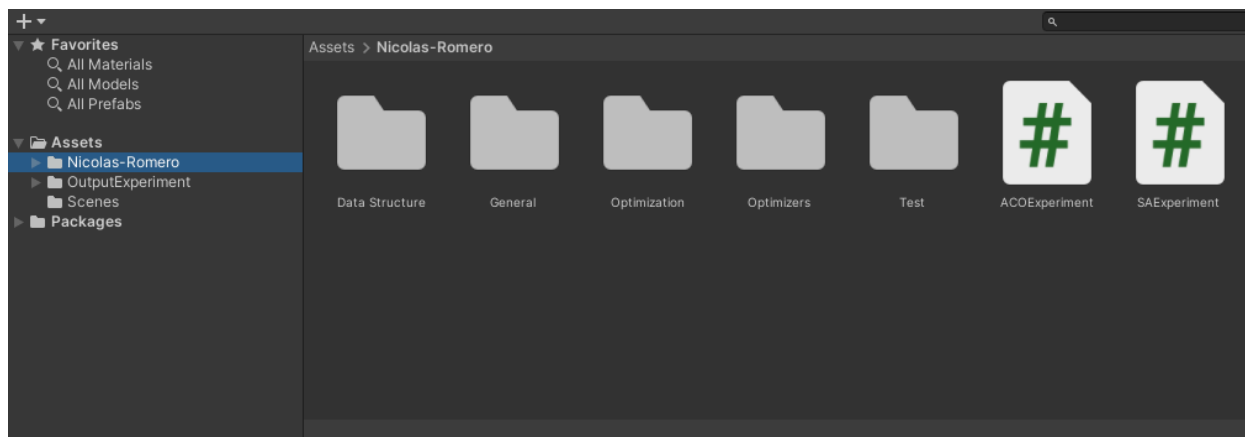 Favorites
All Materials
All Models
All Prefabs
Assets
Nicolas-Romero
OutputExperiment
Scenes
Packages
Assets > Nicolas-Romero
Data Structure
General
Optimization
Optimizers
Test
ACOExperiment
SAExperiment